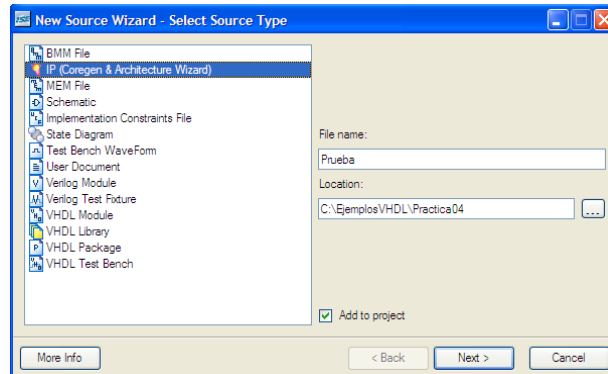 ISE New Source Wizard - Select Source Type
BMM File
IP (Coregen & Architecture Wizard)
MEM File
Schematic
Implementation Constraints File
State Diagram
Test Bench WaveForm
User Document
Verilog Module
Verilog Test Fixture
VHDL Module
VHDL Library
VHDL Package
VHDL Test Bench
File name:
Prueba
Location:
C:\EjemplosVHDL\Practica04
...
Add to project
More Info
< Back
Next >
Cancel